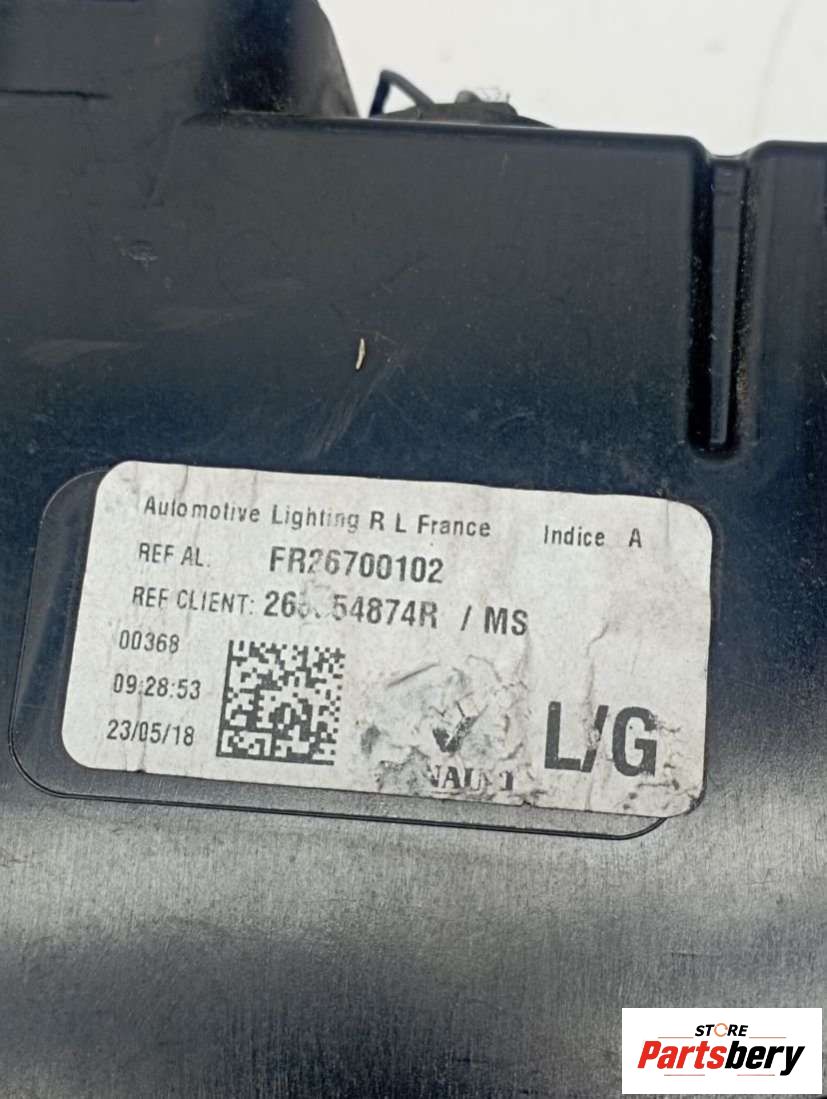 Automotive Lighting R L France Indice A
REF AL. FR26700102
REF CLIENT: / MS
00368
09:28:53
23/05/18
L/G
STORE
Partsbery